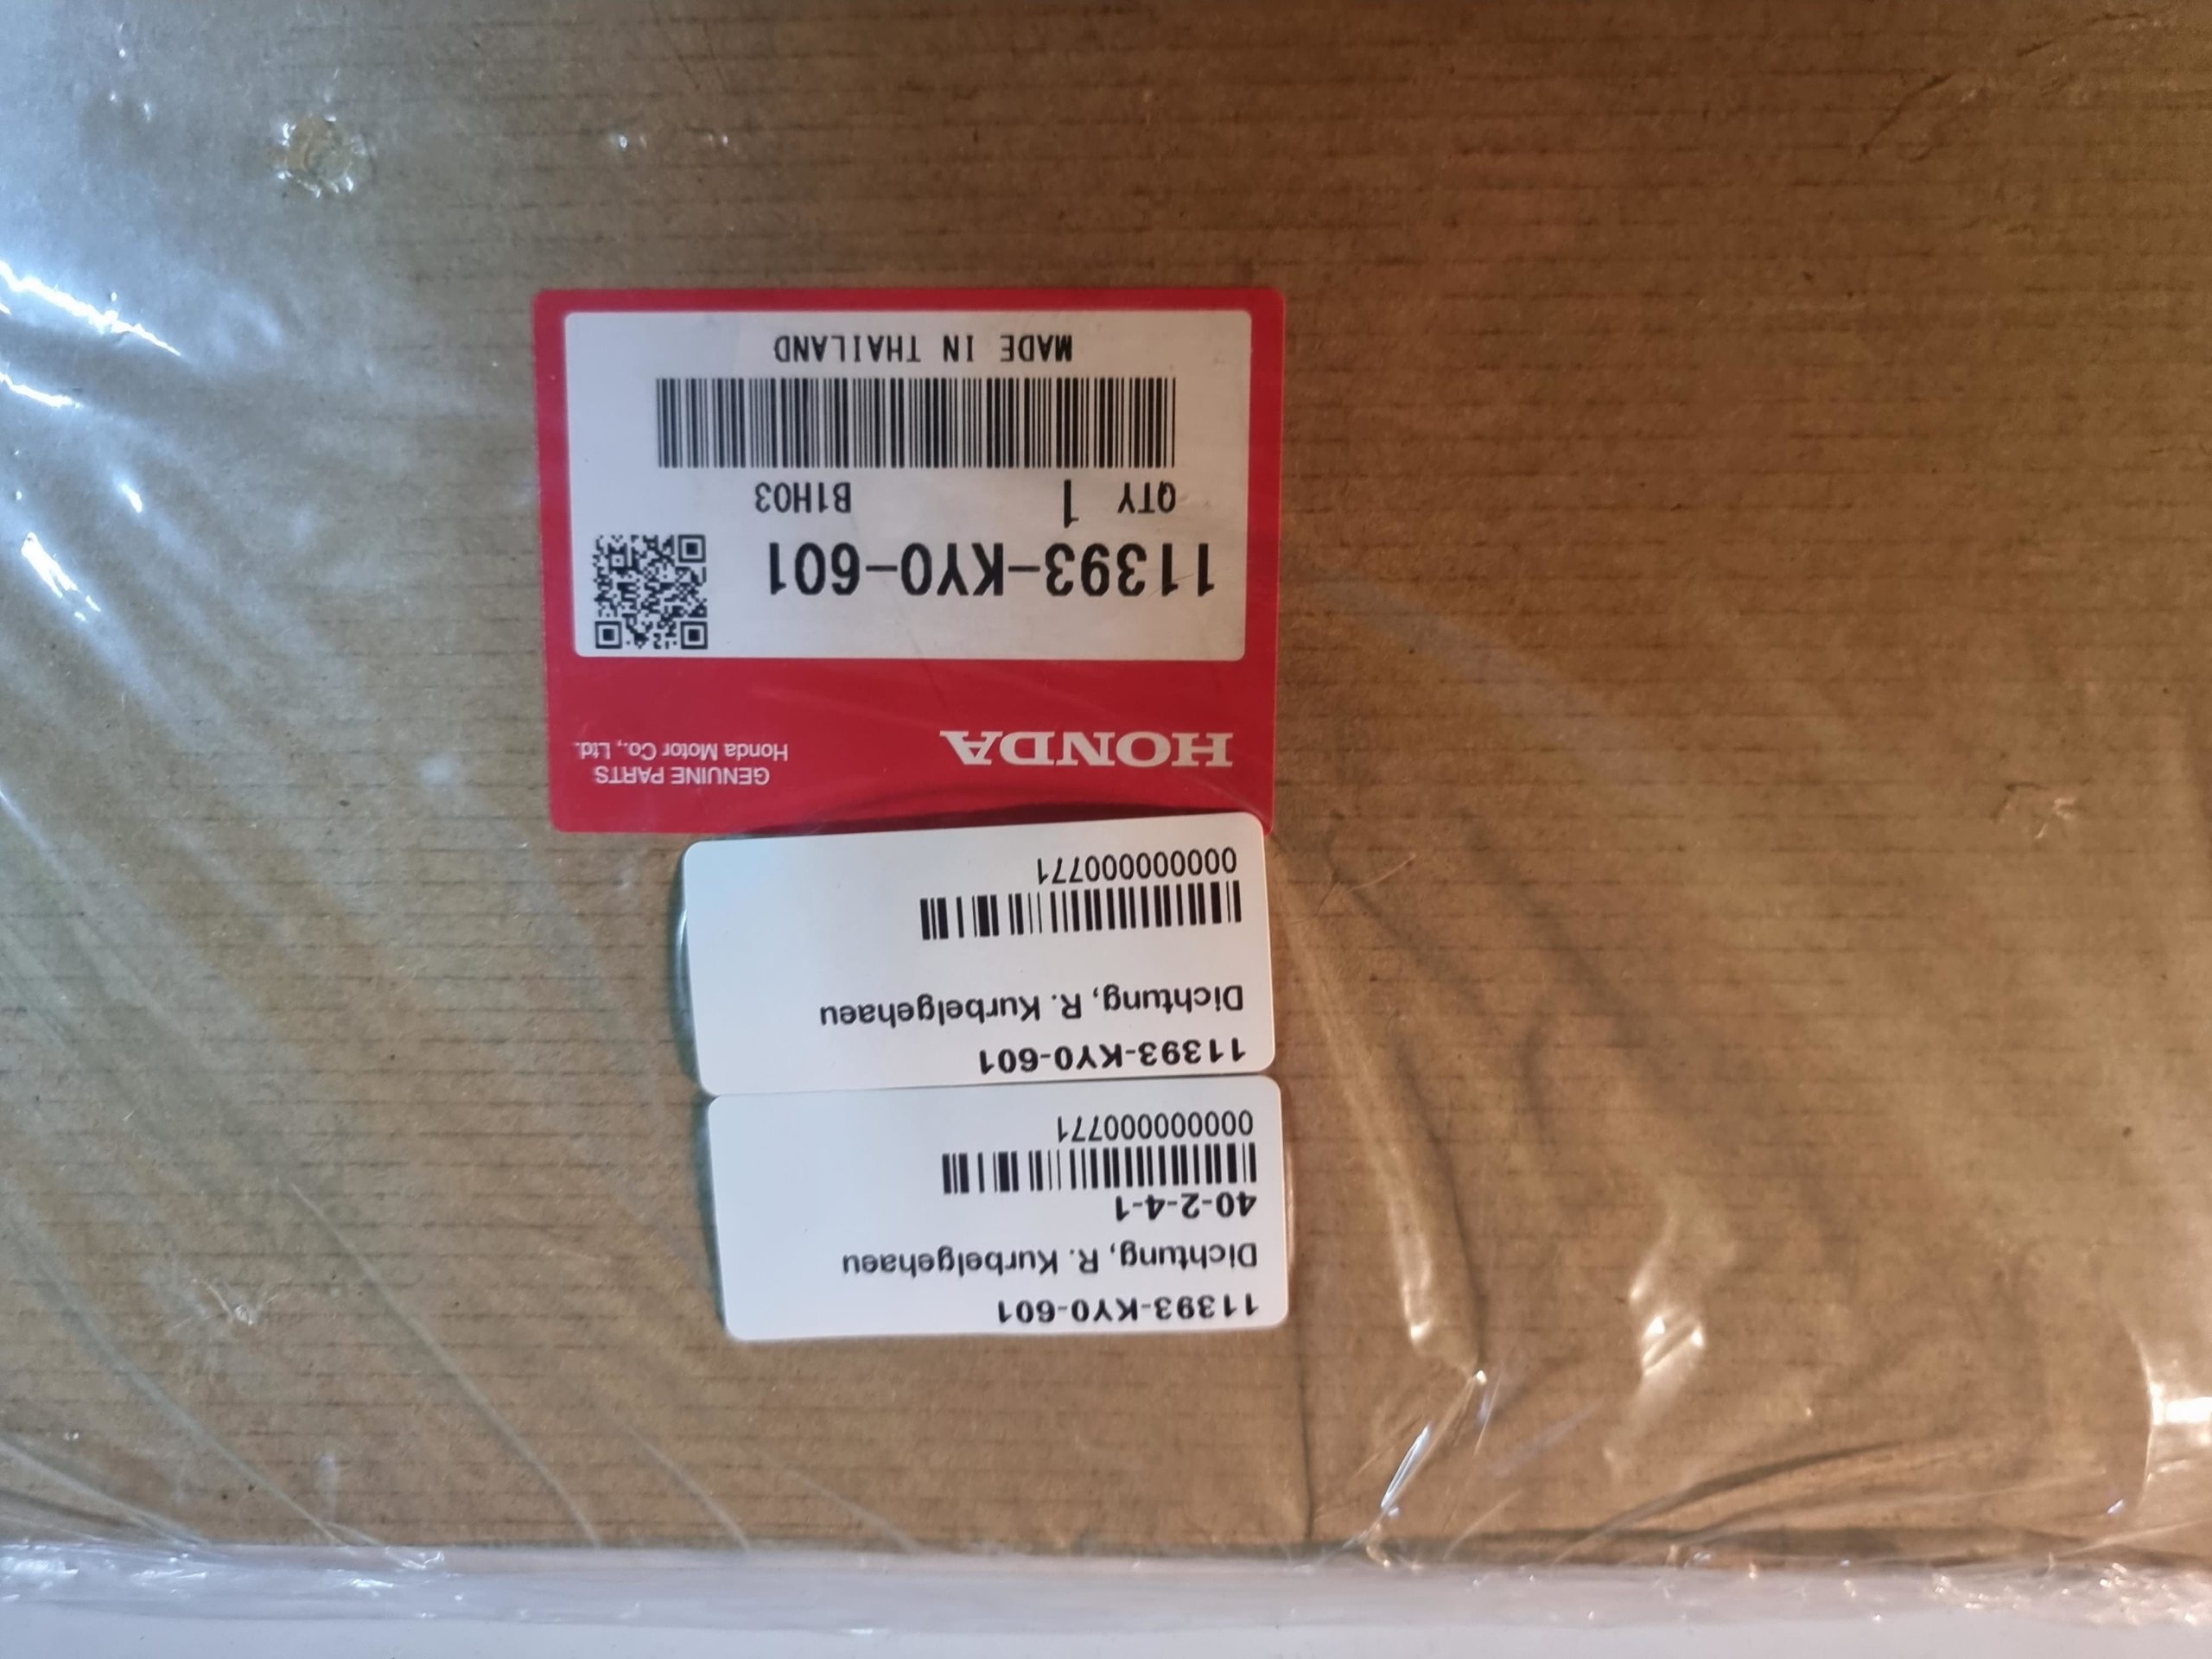 HONDA
GENUINE PARTS
Honda Motor Co., Ltd.
11393-KY0-601
QTY 1 B1H03
MADE IN THAILAND
11393-KY0-601
Dichtung, R. Kurbelgehaeu
40-2-4-1
0000000000771
11393-KY0-601
Dichtung, R. Kurbelgehaeu
0000000000771